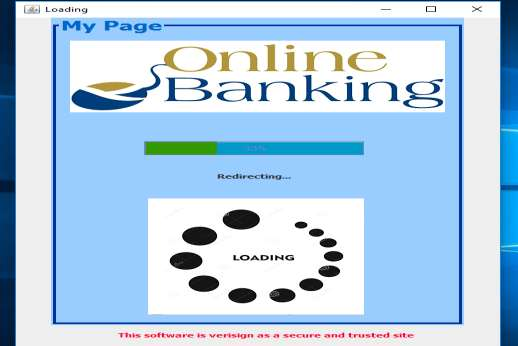 Loading
My Page
Online
Banking
33%
Redirecting...
LOADING
This software is verisign as a secure and trusted site